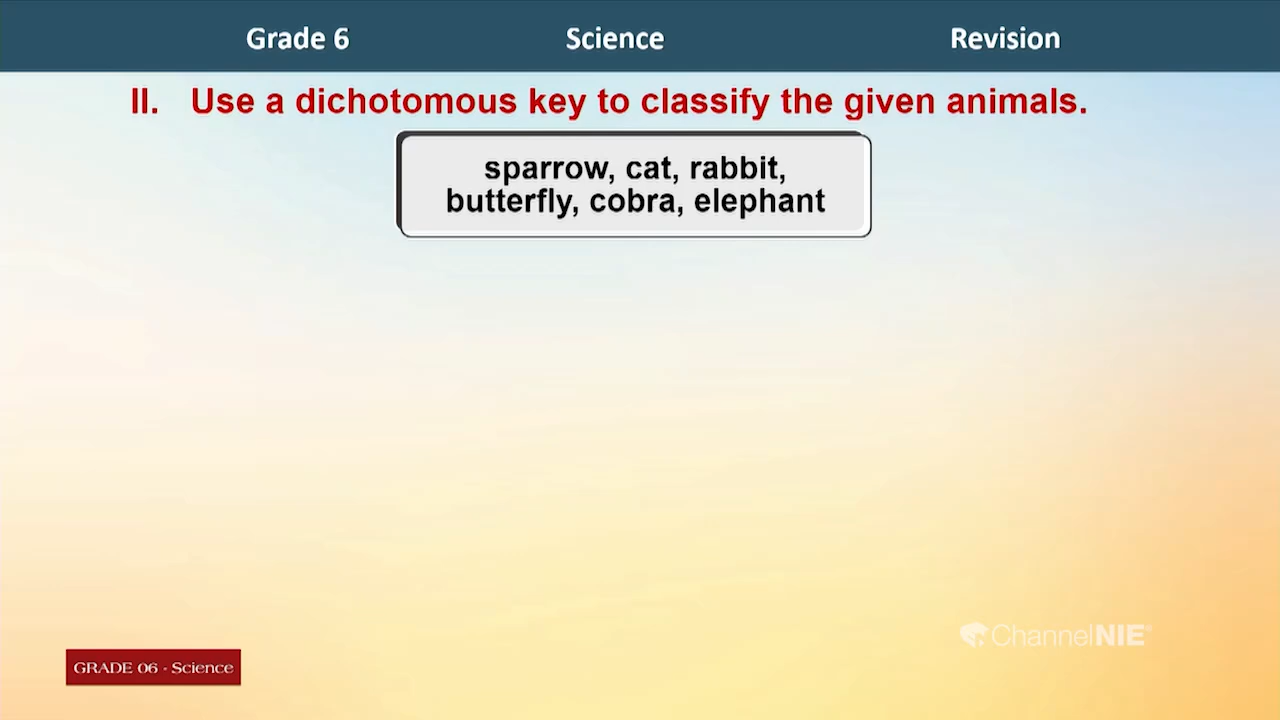 Grade 6 Science Revision
II. Use a dichotomous key to classify the given animals.
sparrow, cat, rabbit,
butterfly, cobra, elephant
ChannelNIE
GRADE 06 - Science